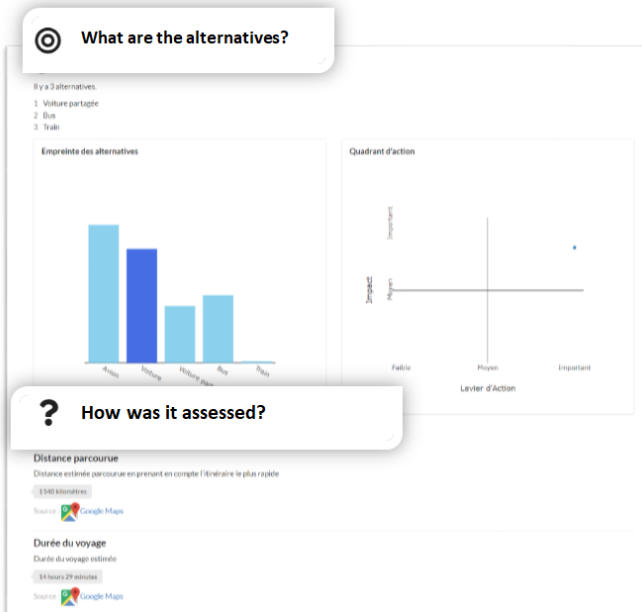 What are the alternatives?
Il y a 3 alternatives.
1 Voiture partagée
2 Bus
3 Train
Empreinte des alternatives
Avion
Voiture
Voiture
Bus
Train
Quadrant d'action
Important
Moyen
Impact
Faible
Moyen
Important
Levier d'Action
How was it assessed?
Distance parcourue
Distance estimée parcourue en prenant en compte l'itinéraire le plus rapide
1540 kilomètres
Source Google Maps
Durée du voyage
Durée du voyage estimée
14 hours 29 minutes
Source Google Maps